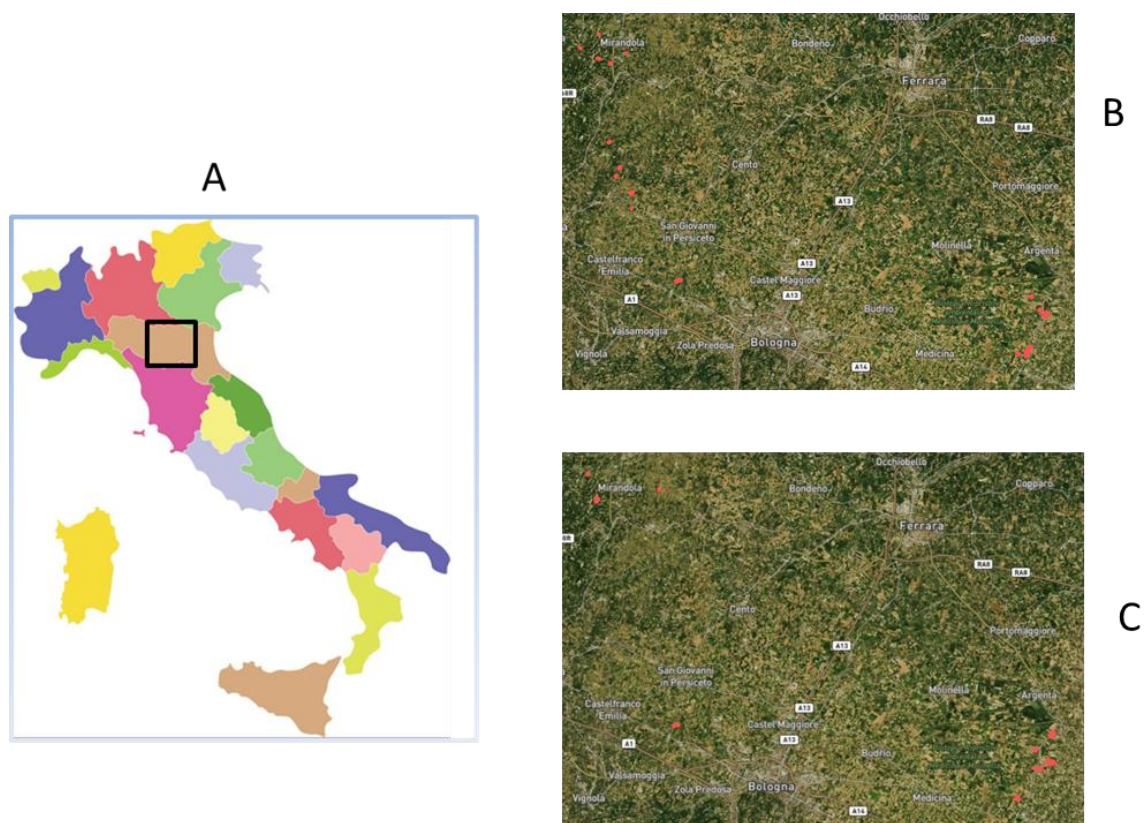 A
B
Occhiobello
Mirandola
Bondeno
Copparo
Ferrara
68R
RA8
RA8
Cento
Portomaggiore
A13
San Giovanni
in Persiceto
Molinella
Argenta
Castelfranco
Emilia
A13
Castel Maggiore
A1
A13
Budrio
Valsamoggia
Bologna
Zola Predosa
Vignola
Medicina
A14
C
Occhiobello
Mirandola
Bondeno
Copparo
Ferrara
8R
RA8
RA8
Cento
Portomaggiore
A13
San Giovanni
in Persiceto
Molinella
Argenta
Castelfranco
Emilia
A13
Castel Maggiore
A1
A13
Budrio
Valsamoggia
Bologna
Zola Predosa
Vignola
Medicina
A14